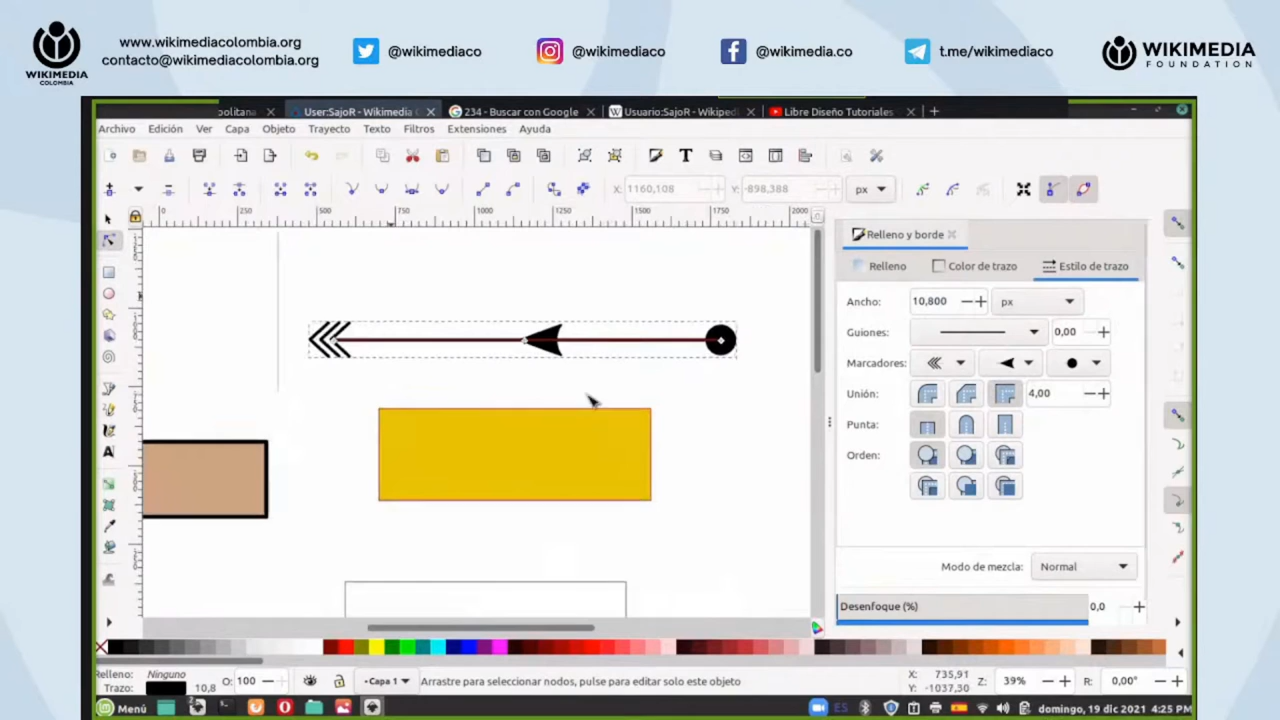 WIKIMEDIA
COLOMBIA
www.wikimediacolombia.org
contacto@wikimediacolombia.org
@wikimediaco
@wikimediaco
@wikimedia.co
t.me/wikimediaco
WIKIMEDIA
FOUNDATION
politana
User:SajoR - Wikimedia C
234 - Buscar con Google
Usuario:SajoR - Wikiped
Libre Diseño Tutoriales
Archivo Edición Ver Capa Objeto Trayecto Texto Filtros Extensiones Ayuda
X: 1160,108 Y: -898,388 px
0 250 500 750 1000 1250 1500 1750 2000
Relleno y borde
Relleno Color de trazo Estilo de trazo
Ancho: 10,800 px
Guiones: 0,00
Marcadores:
Unión: 4,00
Punta:
Orden:
Modo de mezcla: Normal
Desenfoque (%) 0,0
Relleno: Ninguno
Trazo: 10,8
O: 100
Capa 1
Arrastre para seleccionar nodos, pulse para editar solo este objeto
X: 735,91
Y: -1037,30
Z: 39%
R: 0,00°
Menú
ES
domingo, 19 dic 2021 4:25 PM